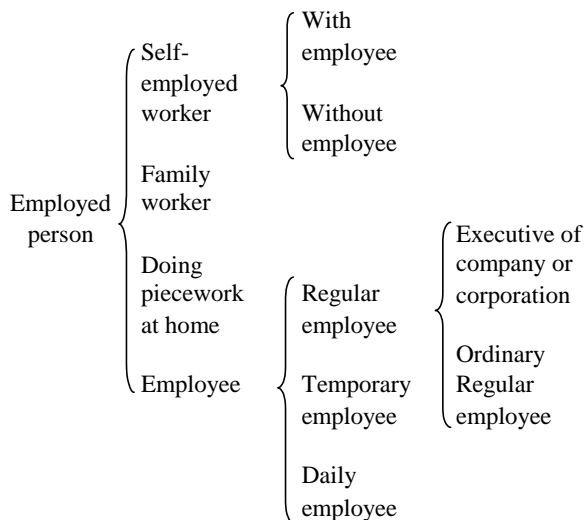 Employed
person
Self-
employed
worker
With
employee
Without
employee
Family
worker
Doing
piecework
at home
Employee
Regular
employee
Executive of
company or
corporation
Ordinary
Regular
employee
Temporary
employee
Daily
employee